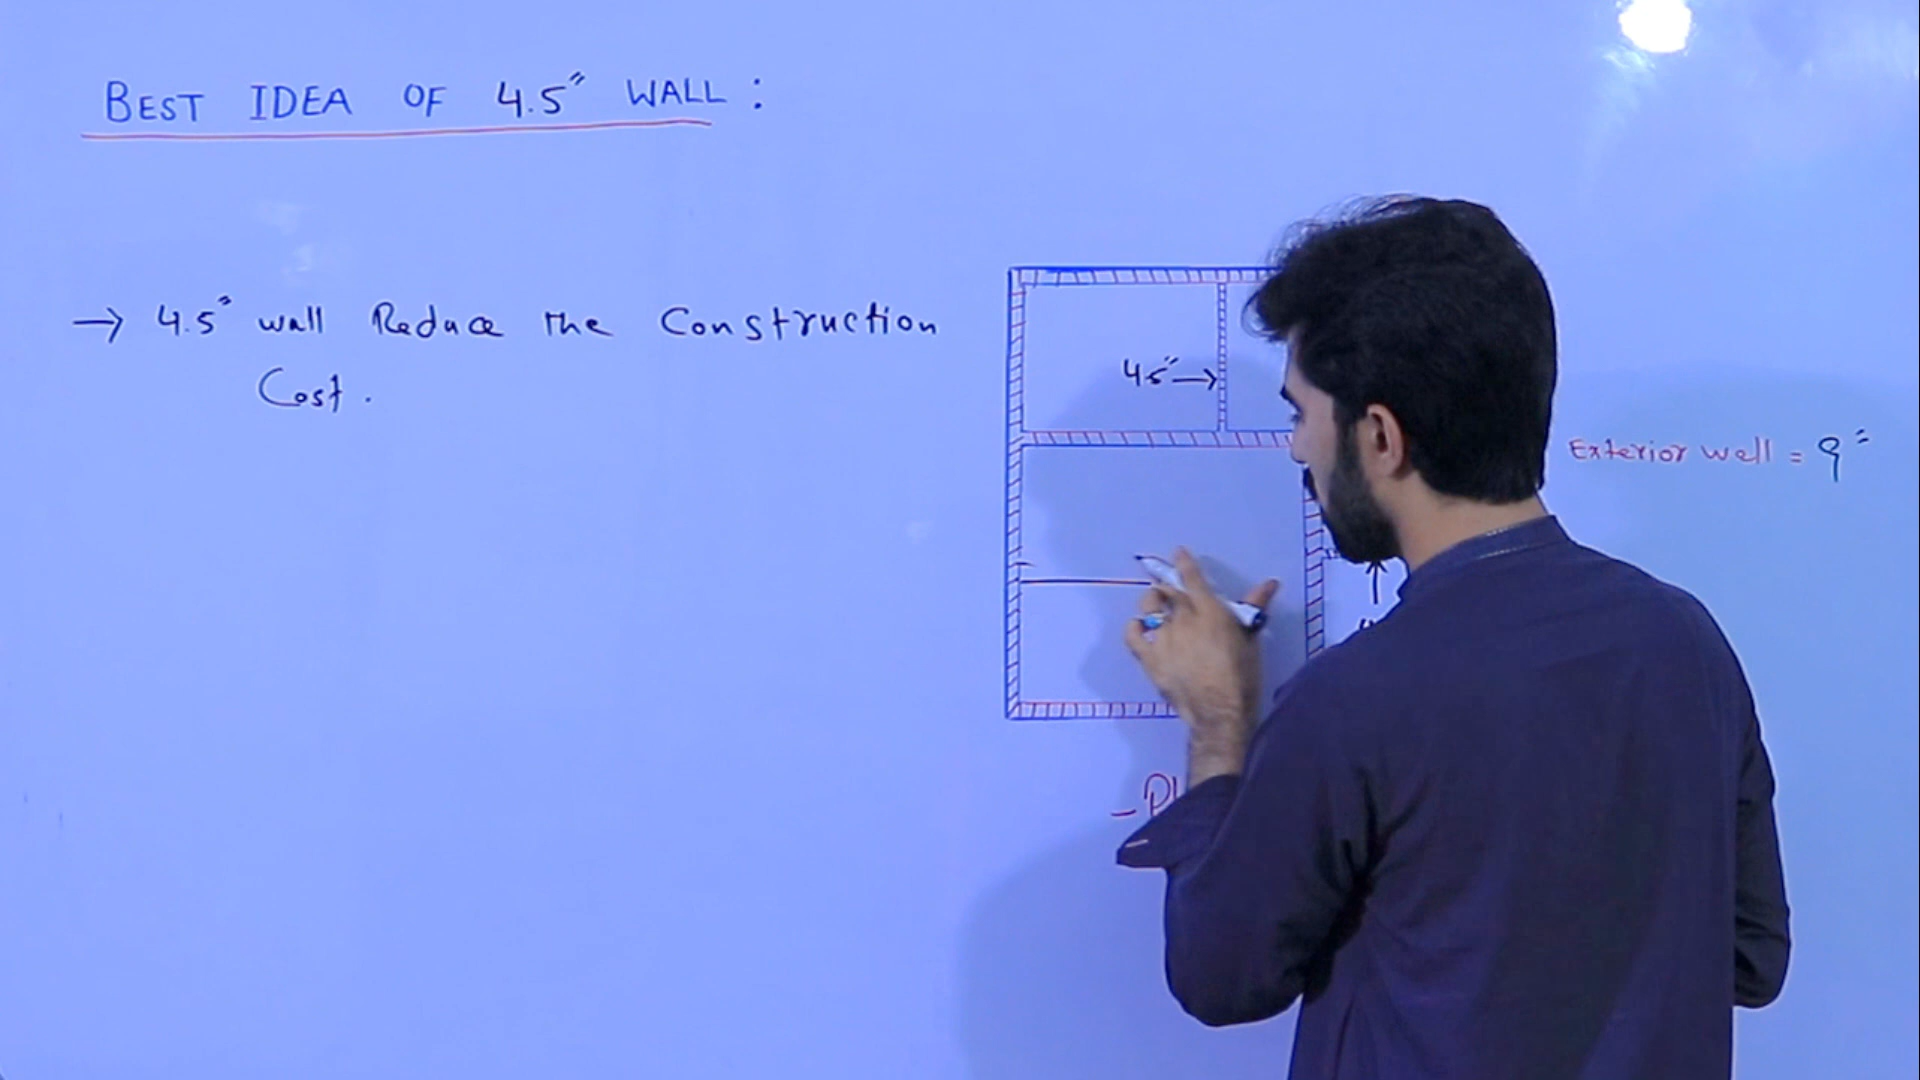 BEST IDEA OF 4.5" WALL :
→ 4.5" wall Reduce the Construction
Cost.
4.5"→
Exterior wall = 9"